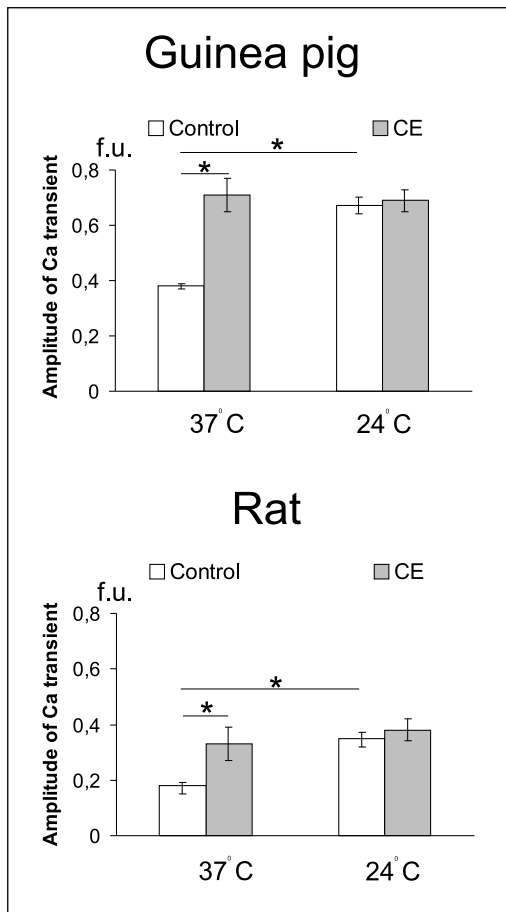 Guinea pig
Control CE
f.u.
*
*
0,8
0,6
0,4
0,2
0
Amplitude of Ca transient
37°C 24°C
Rat
Control CE
f.u.
0,8
0,6
0,4
0,2
0
*
*
Amplitude of Ca transient
37°C 24°C